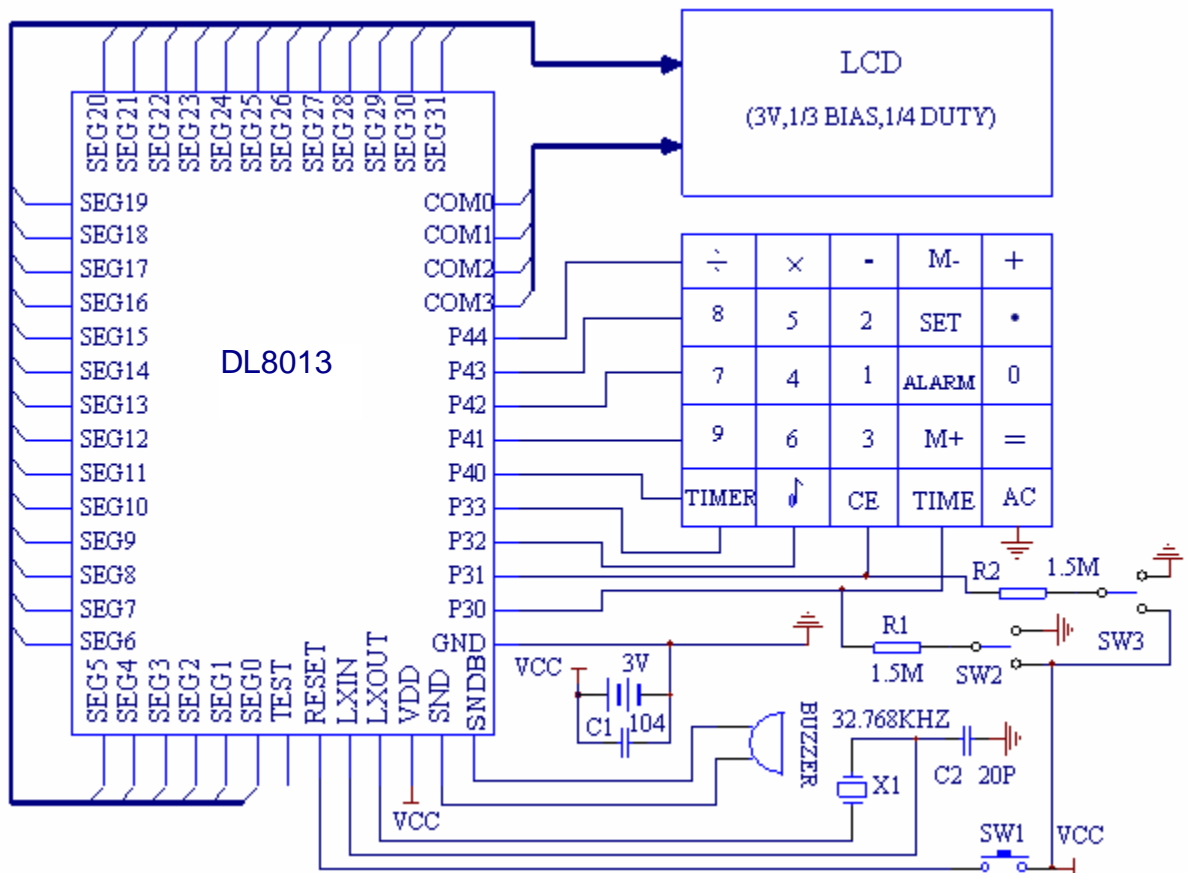 SEG20
SEG21
SEG22
SEG23
SEG24
SEG25
SEG26
SEG27
SEG28
SEG29
SEG30
SEG31
LCD
(3V,1/3 BIAS,1/4 DUTY)
SEG19
SEG18
SEG17
SEG16
SEG15
SEG14
SEG13
SEG12
SEG11
SEG10
SEG9
SEG8
SEG7
SEG6
DL8013
COM0
COM1
COM2
COM3
P44
P43
P42
P41
P40
P33
P32
P31
P30
GND
÷ × - M- +
8 5 2 SET •
7 4 1 ALARM 0
9 6 3 M+ =
TIMER ♪ CE TIME AC
R2 1.5M
SW3
R1
1.5M
SW2
SEG5
SEG4
SEG3
SEG2
SEG1
SEG0
TEST
RESET
LXIN
LXOUT
VDD
SND
SNDB
VCC
3V
C1 104
BUZZER
32.768KHZ
X1
C2 20P
VCC
SW1
VCC